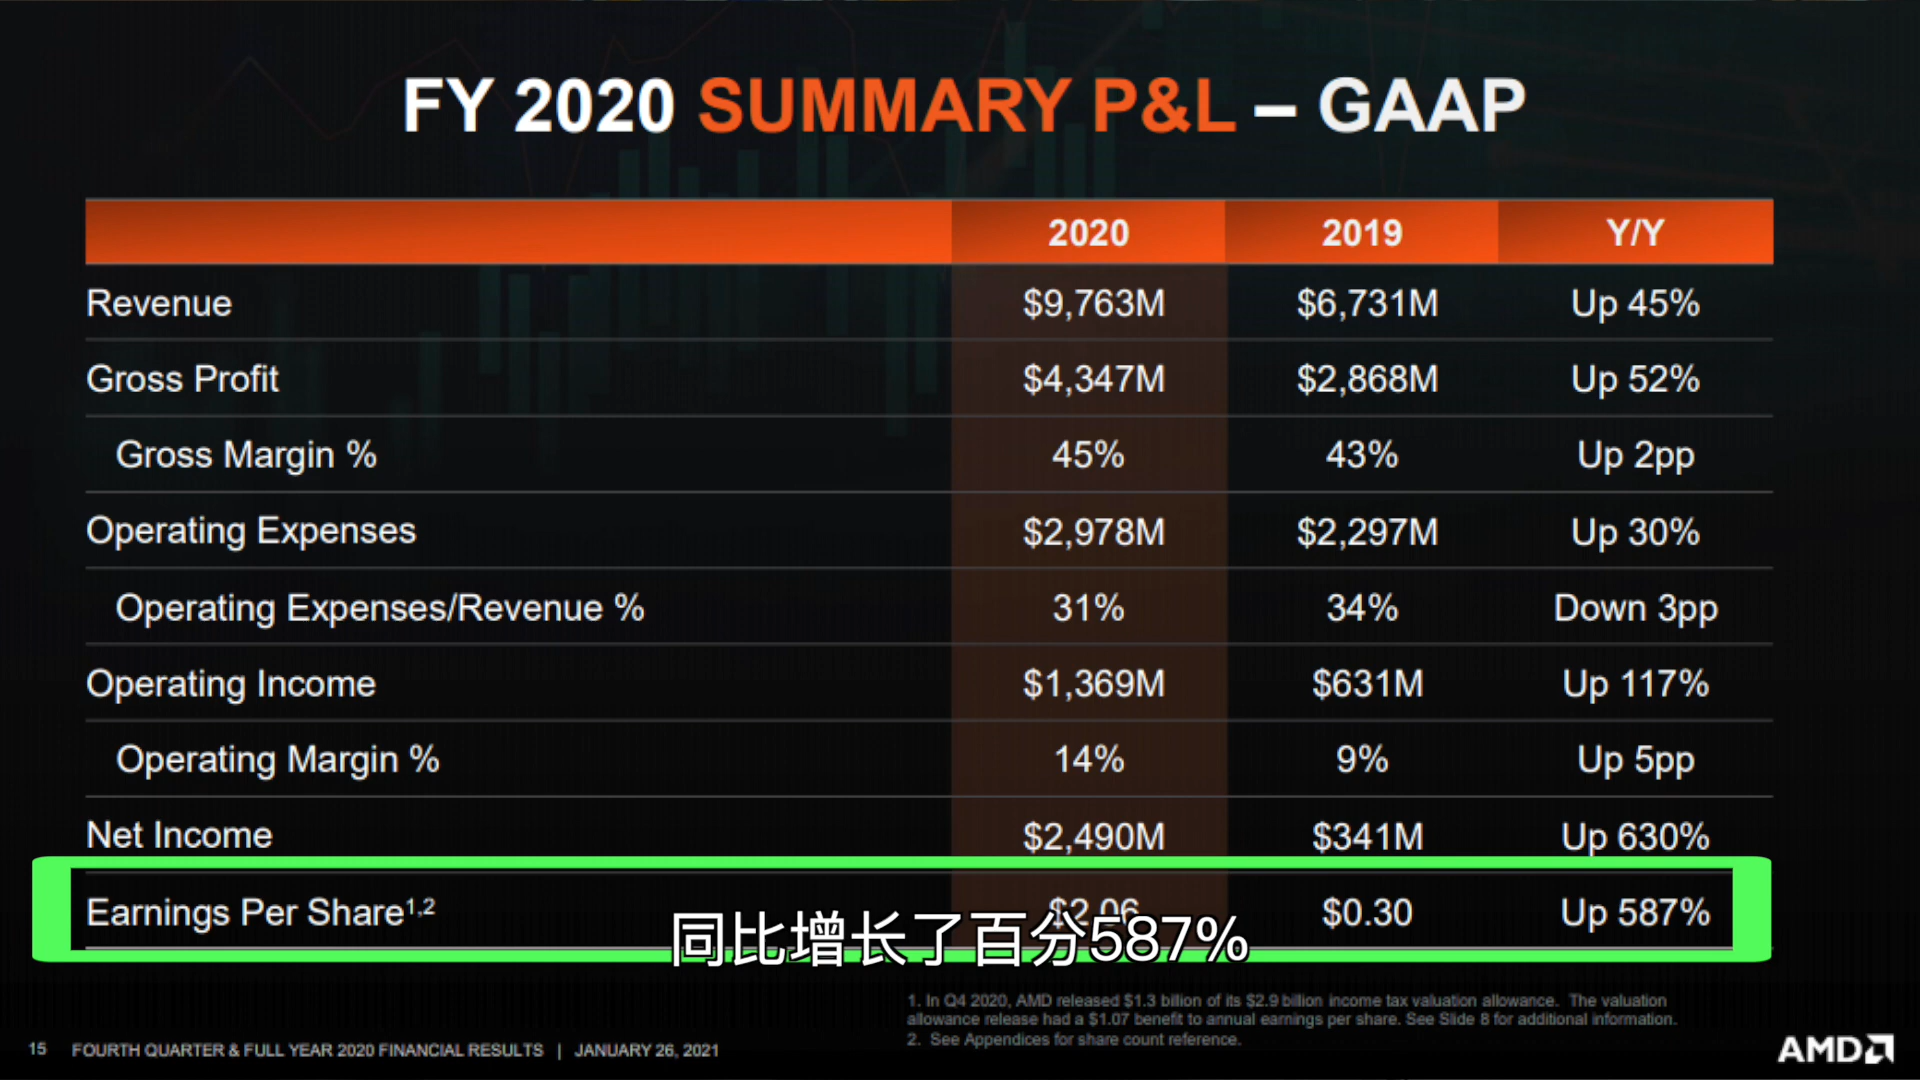 FY 2020 SUMMARY P&L – GAAP
2020 2019 Y/Y
Revenue $9,763M $6,731M Up 45%
Gross Profit $4,347M $2,868M Up 52%
Gross Margin % 45% 43% Up 2pp
Operating Expenses $2,978M $2,297M Up 30%
Operating Expenses/Revenue % 31% 34% Down 3pp
Operating Income $1,369M $631M Up 117%
Operating Margin % 14% 9% Up 5pp
Net Income $2,490M $341M Up 630%
Earnings Per Share1,2 $2.06 $0.30 Up 587%
同比增长了百分587%
1. In Q4 2020, AMD released $1.3 billion of its $2.9 billion income tax valuation allowance. The valuation
allowance release had a $1.07 benefit to annual earnings per share. See Slide 8 for additional information.
2. See Appendices for share count reference.
15 FOURTH QUARTER & FULL YEAR 2020 FINANCIAL RESULTS | JANUARY 26, 2021
AMD